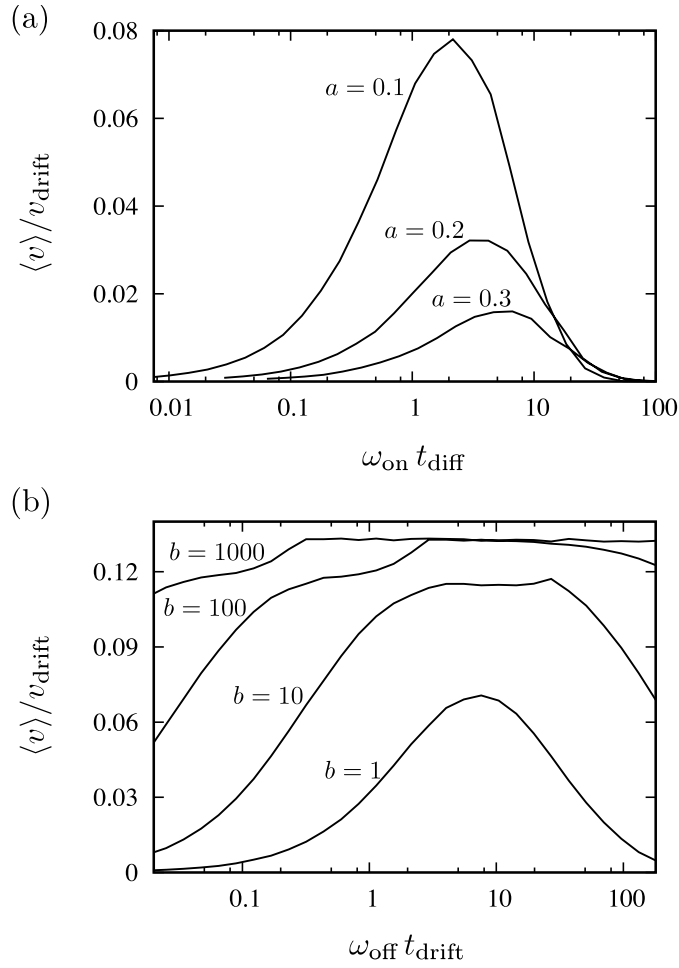 (a)
0.08
0.06
0.04
0.02
0
⟨v⟩/v_drift
a = 0.1
a = 0.2
a = 0.3
0.01 0.1 1 10 100
ω_on t_diff
(b)
0.12
0.09
0.06
0.03
0
⟨v⟩/v_drift
b = 1000
b = 100
b = 10
b = 1
0.1 1 10 100
ω_off t_drift